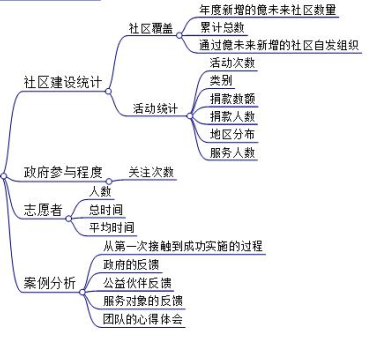 年度新增的億未来社区数量
社区覆盖
累计总数
通过億未来新增的社区自发组织
社区建设统计
活动次数
类别
捐款数额
活动统计
捐款人数
地区分布
服务人数
政府参与程度
关注次数
志愿者
人数
总时间
平均时间
案例分析
从第一次接触到成功实施的过程
政府的反馈
公益伙伴反馈
服务对象的反馈
团队的心得体会